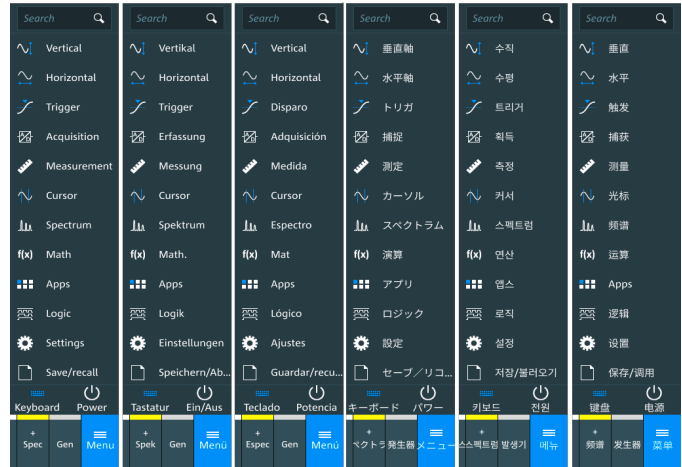 Search
Vertical
Horizontal
Trigger
Acquisition
Measurement
Cursor
Spectrum
f(x) Math
Apps
Logic
Settings
Save/recall
Keyboard Power
+
Spec Gen Menu
Search
Vertikal
Horizontal
Trigger
Erfassung
Messung
Cursor
Spektrum
f(x) Math.
Apps
Logik
Einstellungen
Speichern/Ab...
Tastatur Ein/Aus
+
Spek Gen Menü
Search
Vertical
Horizontal
Disparo
Adquisición
Medida
Cursor
Espectro
f(x) Mat
Apps
Lógico
Ajustes
Guardar/recu...
Teclado Potencia
+
Espec Gen Menú
Search
垂直軸
水平軸
トリガ
捕捉
測定
カーソル
スペクトラム
f(x) 演算
アプリ
ロジック
設定
セーブ／リコ...
キーボード パワー
+
ペクトラ 発生器 メニュー
Search
수직
수평
트리거
획득
측정
커서
스펙트럼
f(x) 연산
앱스
로직
설정
저장/불러오기
키보드 전원
+
스펙트럼 발생기 메뉴
Search
垂直
水平
触发
捕获
测量
光标
频谱
f(x) 运算
Apps
逻辑
设置
保存/调用
键盘 电源
+
频谱 发生器 菜单